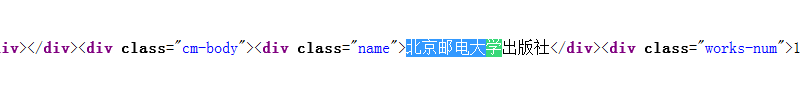 iv></div><div class="cm-body"><div class="name">北京邮电大学出版社</div><div class="works-num">1